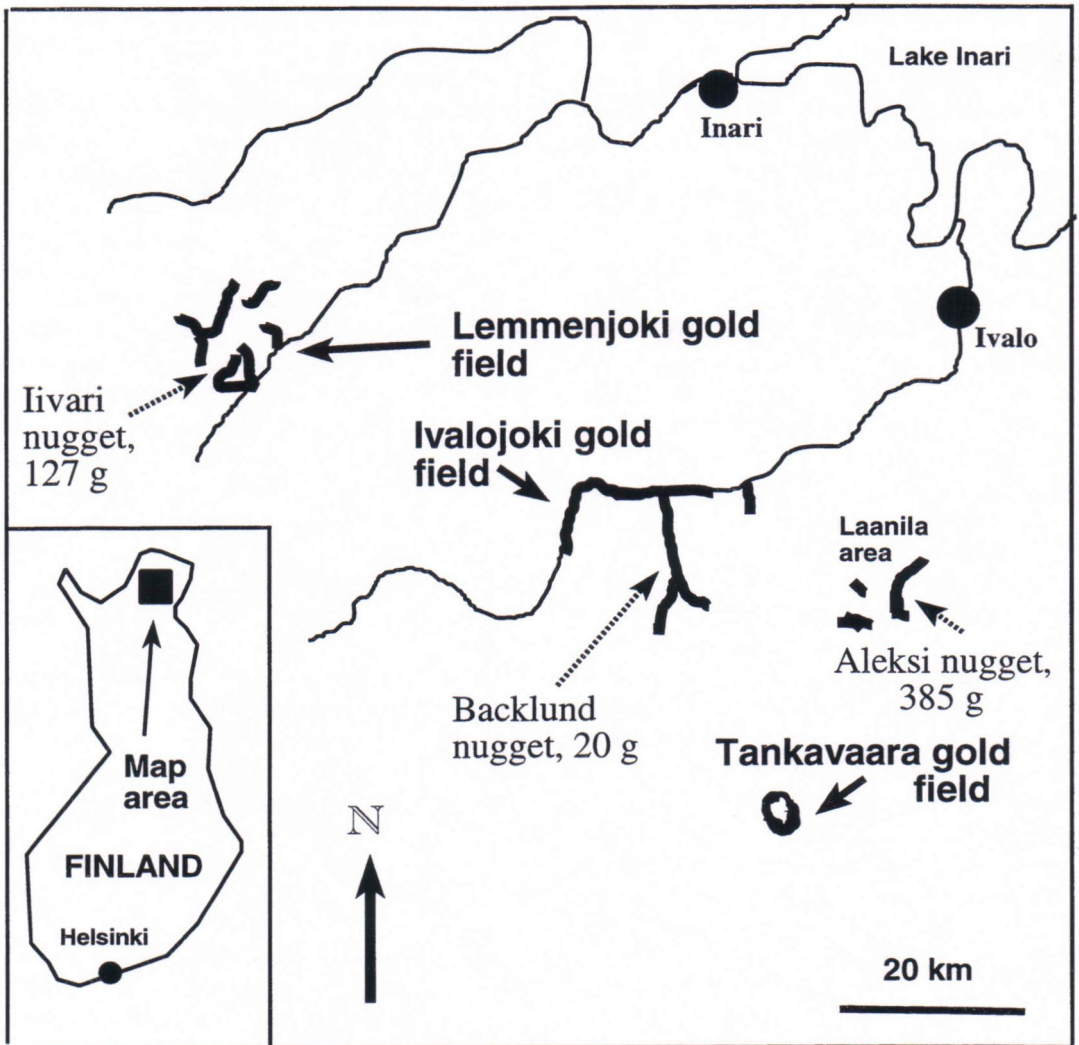 Lake Inari
Inari
Ivalo
Lemmenjoki gold
field
Iivari
nugget,
127 g
Ivalojoki gold
field
Laanila
area
Aleksi nugget,
385 g
Backlund
nugget, 20 g
Tankavaara gold
field
N
20 km
Map
area
FINLAND
Helsinki